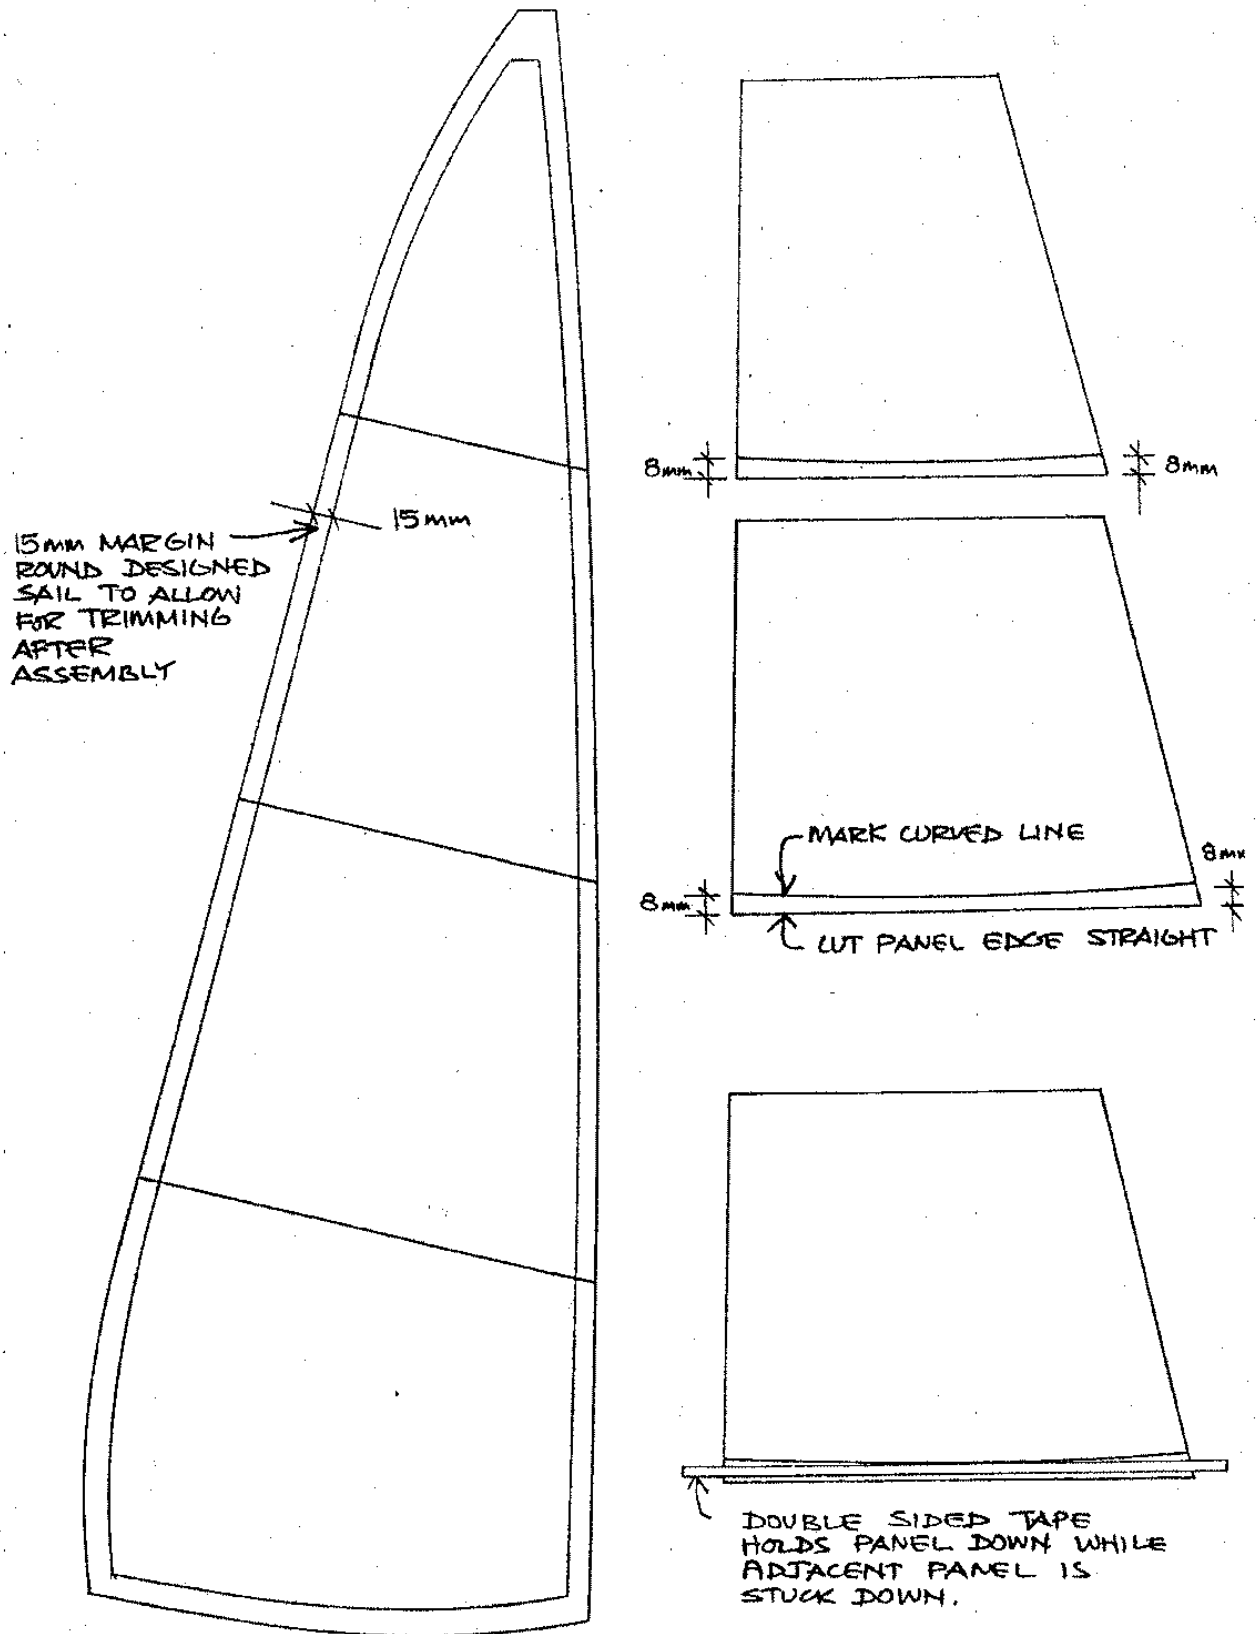 8mm
8mm
15mm
15mm MARGIN
ROUND DESIGNED
SAIL TO ALLOW
FOR TRIMMING
AFTER
ASSEMBLY
MARK CURVED LINE
8mm
8mm
CUT PANEL EDGE STRAIGHT
DOUBLE SIDED TAPE
HOLDS PANEL DOWN WHILE
ADJACENT PANEL IS
STUCK DOWN.